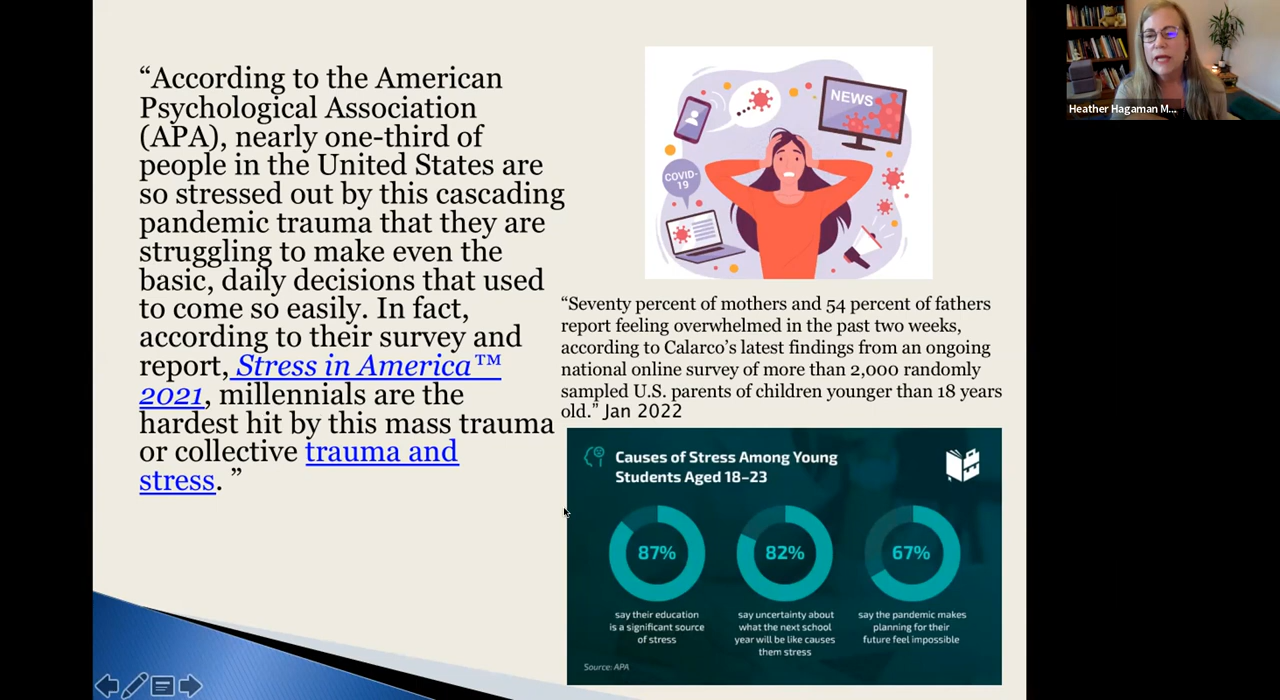 “According to the American
Psychological Association
(APA), nearly one-third of
people in the United States are
so stressed out by this cascading
pandemic trauma that they are
struggling to make even the
basic, daily decisions that used
to come so easily. In fact,
according to their survey and
report, Stress in America™
2021, millennials are the
hardest hit by this mass trauma
or collective trauma and
stress. ”
NEWS
COVID-
19
“Seventy percent of mothers and 54 percent of fathers
report feeling overwhelmed in the past two weeks,
according to Calarco’s latest findings from an ongoing
national online survey of more than 2,000 randomly
sampled U.S. parents of children younger than 18 years
old.” Jan 2022
Causes of Stress Among Young
Students Aged 18–23
87%
say their education
is a significant source
of stress
82%
say uncertainty about
what the next school
year will be like causes
them stress
67%
say the pandemic makes
planning for their
future feel impossible
Source: APA
Heather Hagaman M...